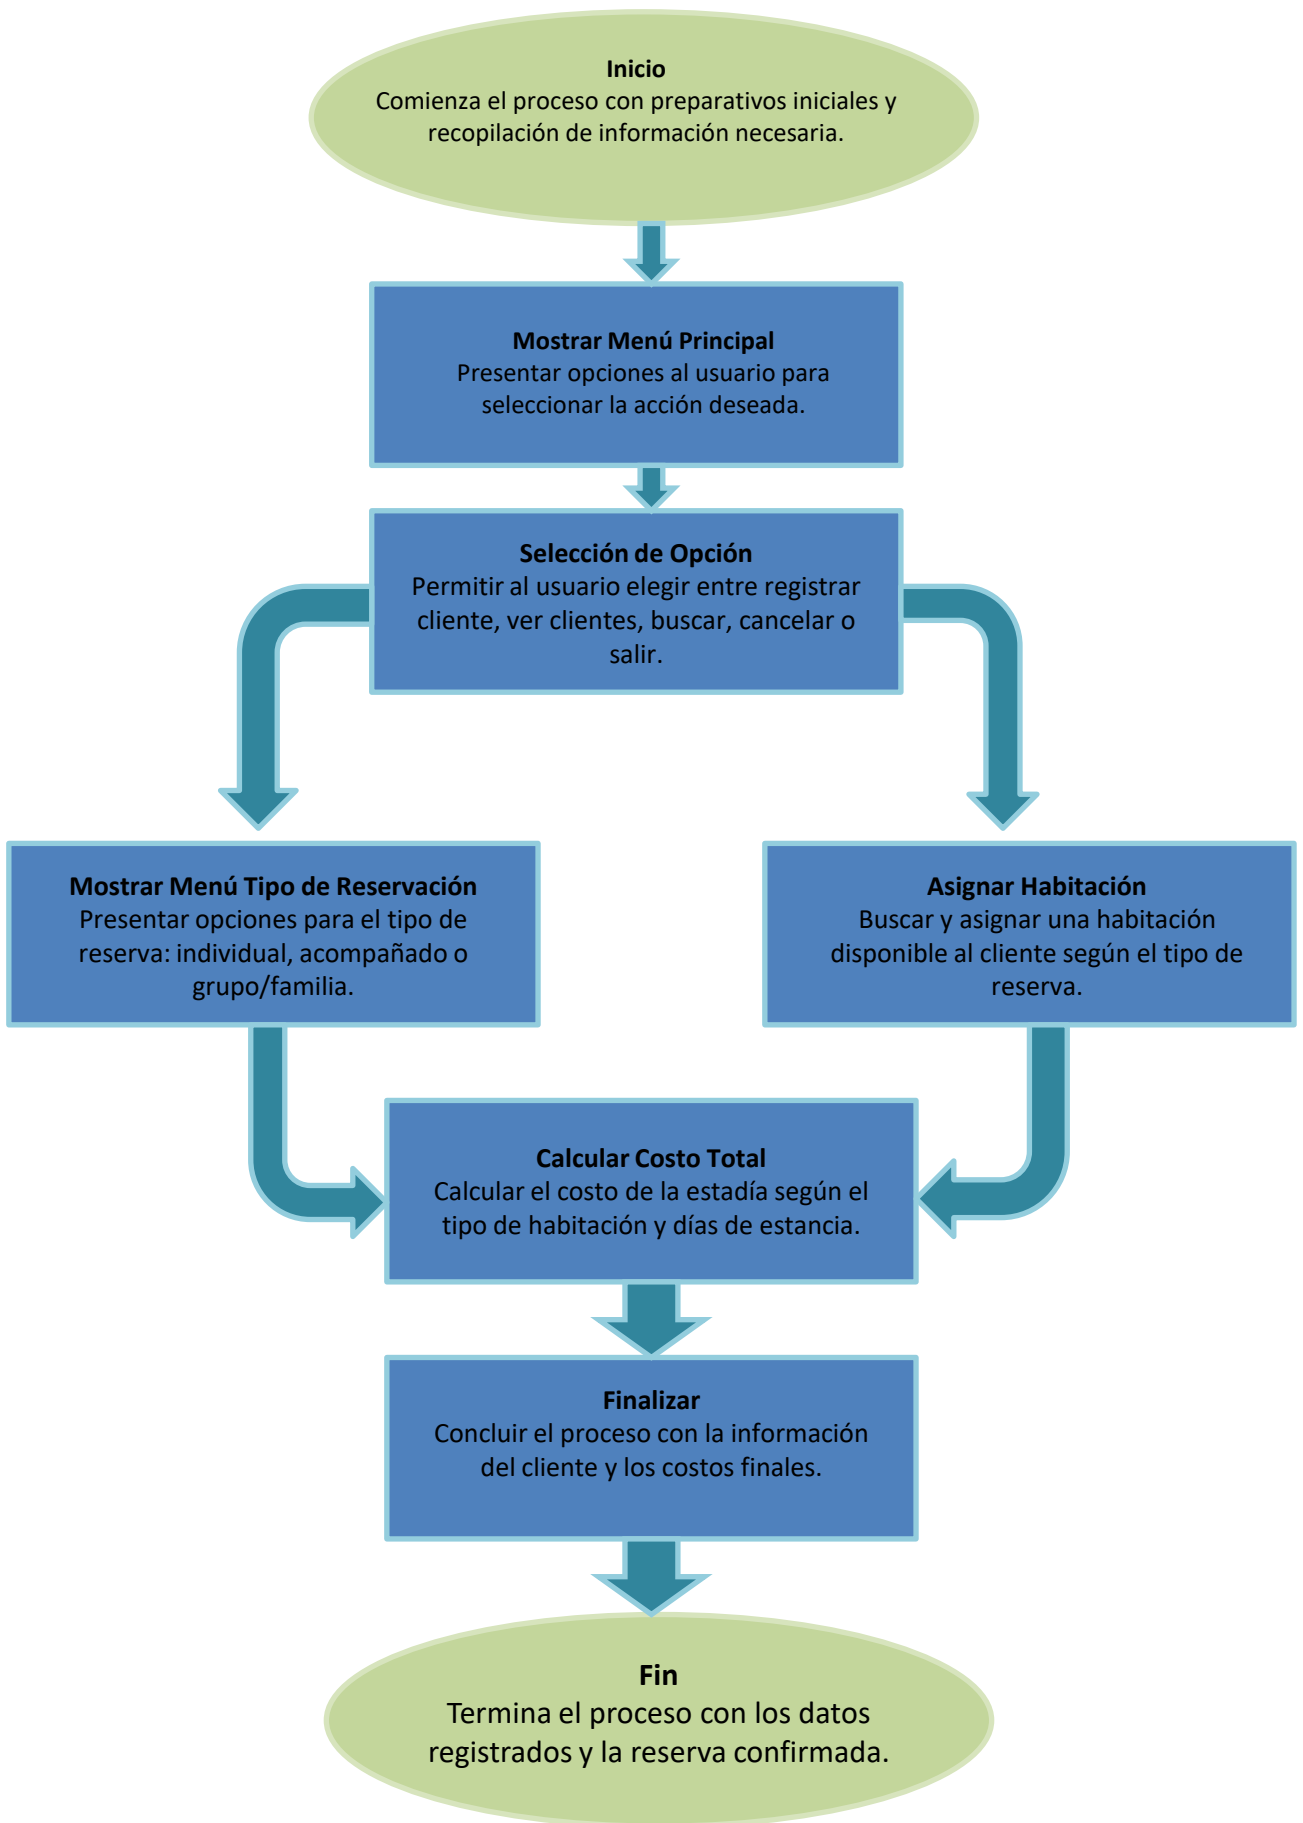 Inicio
Comienza el proceso con preparativos iniciales y
recopilación de información necesaria.
Mostrar Menú Principal
Presentar opciones al usuario para
seleccionar la acción deseada.
Selección de Opción
Permitir al usuario elegir entre registrar
cliente, ver clientes, buscar, cancelar o
salir.
Mostrar Menú Tipo de Reservación
Presentar opciones para el tipo de
reserva: individual, acompañado o
grupo/familia.
Asignar Habitación
Buscar y asignar una habitación
disponible al cliente según el tipo de
reserva.
Calcular Costo Total
Calcular el costo de la estadía según el
tipo de habitación y días de estancia.
Finalizar
Concluir el proceso con la información
del cliente y los costos finales.
Fin
Termina el proceso con los datos
registrados y la reserva confirmada.